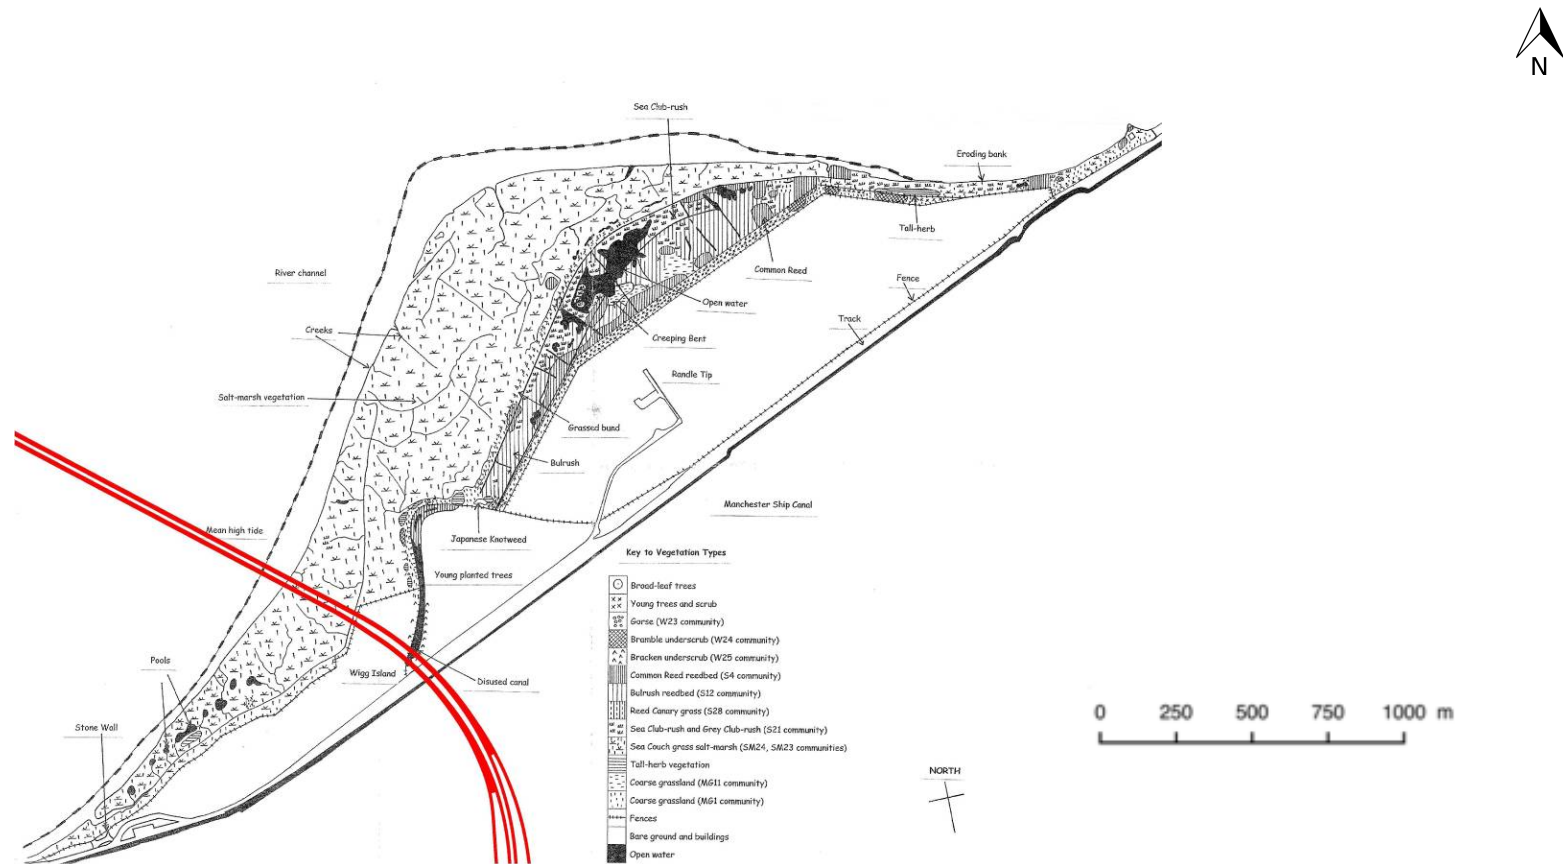 N
Sea Club-rush
Eroding bank
Tall-herb
River channel
Common Reed
Fence
Open water
Track
Creeks
Creeping Bent
Randle Tip
Salt-marsh vegetation
Grassed bund
Bulrush
Manchester Ship Canal
Mean high tide
Japanese Knotweed
Young planted trees
Pools
Wigg Island
Disused canal
Stone Wall
Key to Vegetation Types
Broad-leaf trees
Young trees and scrub
Gorse (W23 community)
Bramble underscrub (W24 community)
Bracken underscrub (W25 community)
Common Reed reedbed (S4 community)
Bulrush reedbed (S12 community)
Reed Canary grass (S28 community)
Sea Club-rush and Grey Club-rush (S21 community)
Sea Couch grass salt-marsh (SM24, SM23 communities)
Tall-herb vegetation
Coarse grassland (MG11 community)
Coarse grassland (MG1 community)
Fences
Bare ground and buildings
Open water
0 250 500 750 1000 m
NORTH